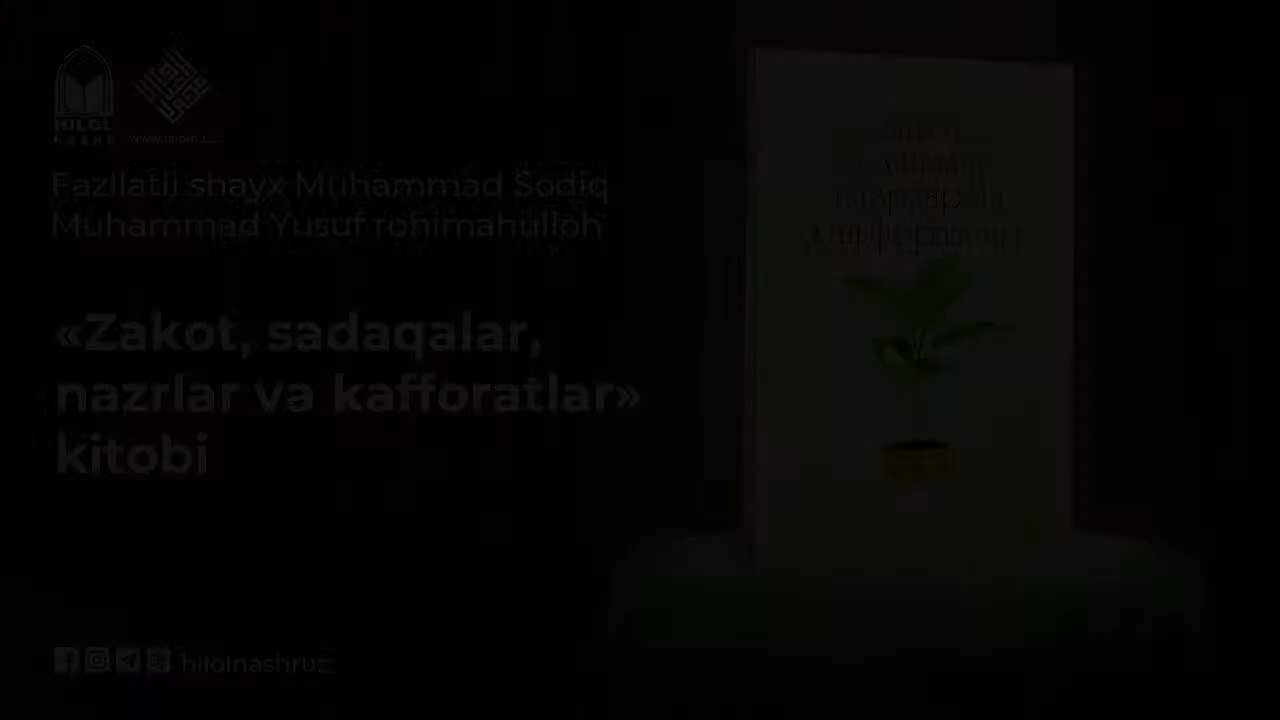 HILOL
NASHR
www.islom.uz
Fazilatli shayx Muhammad Sodiq
Muhammad Yusuf rohimahulloh
«Zakot, sadaqalar,
nazrlar va kafforatlar»
kitobi
hilolnashruz